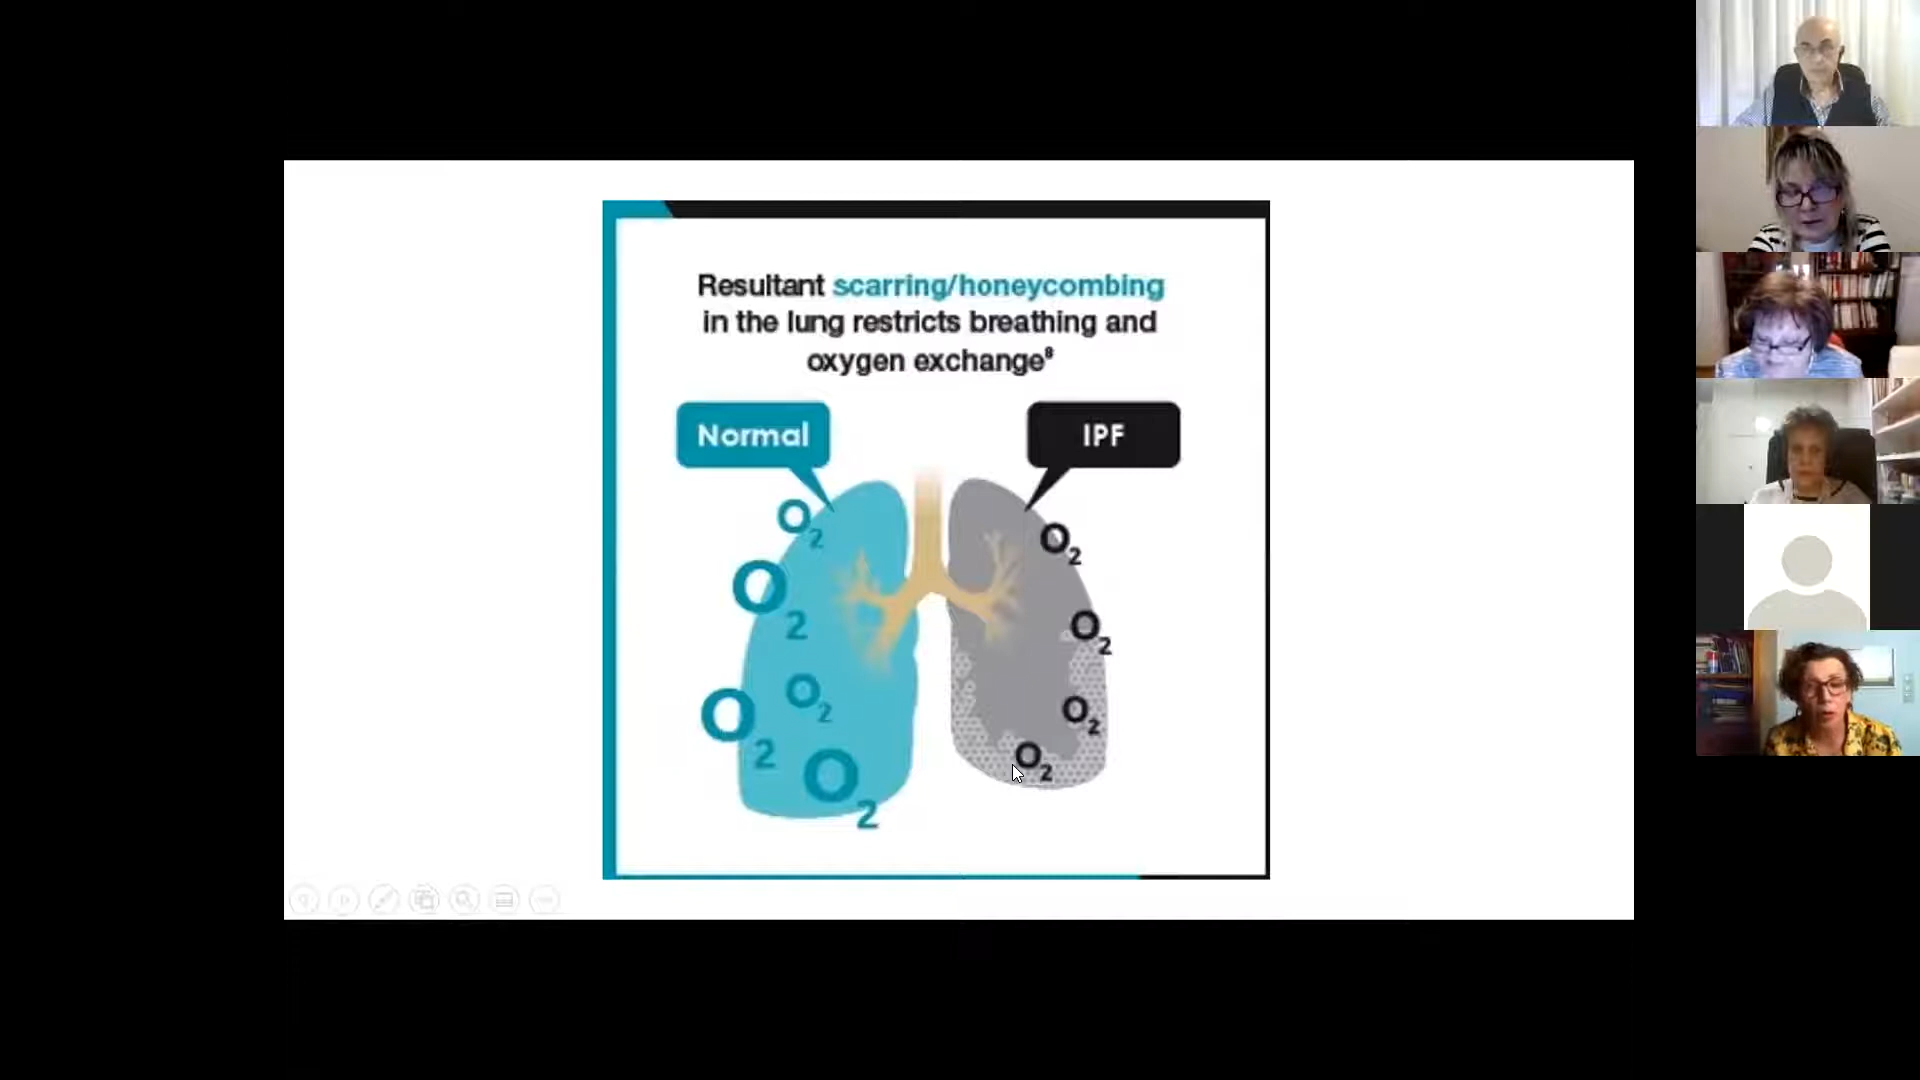 Resultant scarring/honeycombing
in the lung restricts breathing and
oxygen exchange⁸
Normal
IPF
O₂
O₂
O₂
O₂
O₂
O₂
O₂
O₂
O₂